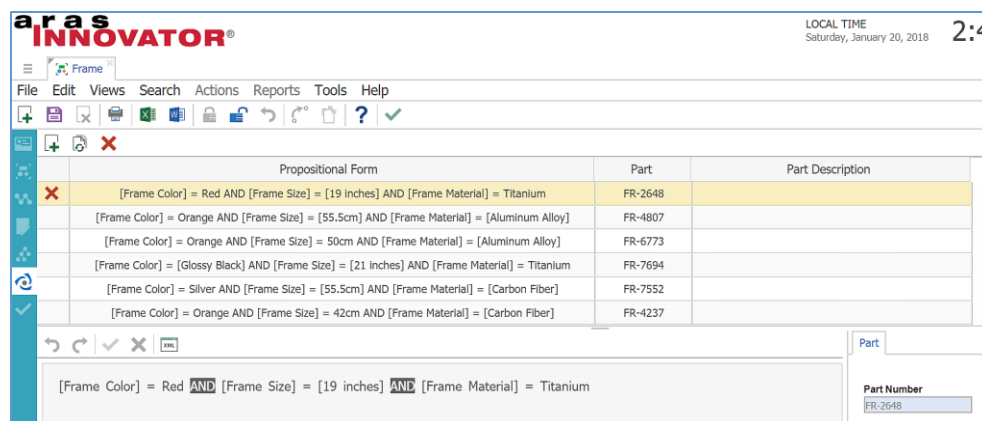 aras
INNOVATOR®
LOCAL TIME
Saturday, January 20, 2018
2:4
Frame
File Edit Views Search Actions Reports Tools Help
Propositional Form Part Part Description
[Frame Color] = Red AND [Frame Size] = [19 inches] AND [Frame Material] = Titanium FR-2648
[Frame Color] = Orange AND [Frame Size] = [55.5cm] AND [Frame Material] = [Aluminum Alloy] FR-4807
[Frame Color] = Orange AND [Frame Size] = 50cm AND [Frame Material] = [Aluminum Alloy] FR-6773
[Frame Color] = [Glossy Black] AND [Frame Size] = [21 inches] AND [Frame Material] = Titanium FR-7694
[Frame Color] = Silver AND [Frame Size] = [55.5cm] AND [Frame Material] = [Carbon Fiber] FR-7552
[Frame Color] = Orange AND [Frame Size] = 42cm AND [Frame Material] = [Carbon Fiber] FR-4237
XML
Part
[Frame Color] = Red AND [Frame Size] = [19 inches] AND [Frame Material] = Titanium
Part Number
FR-2648